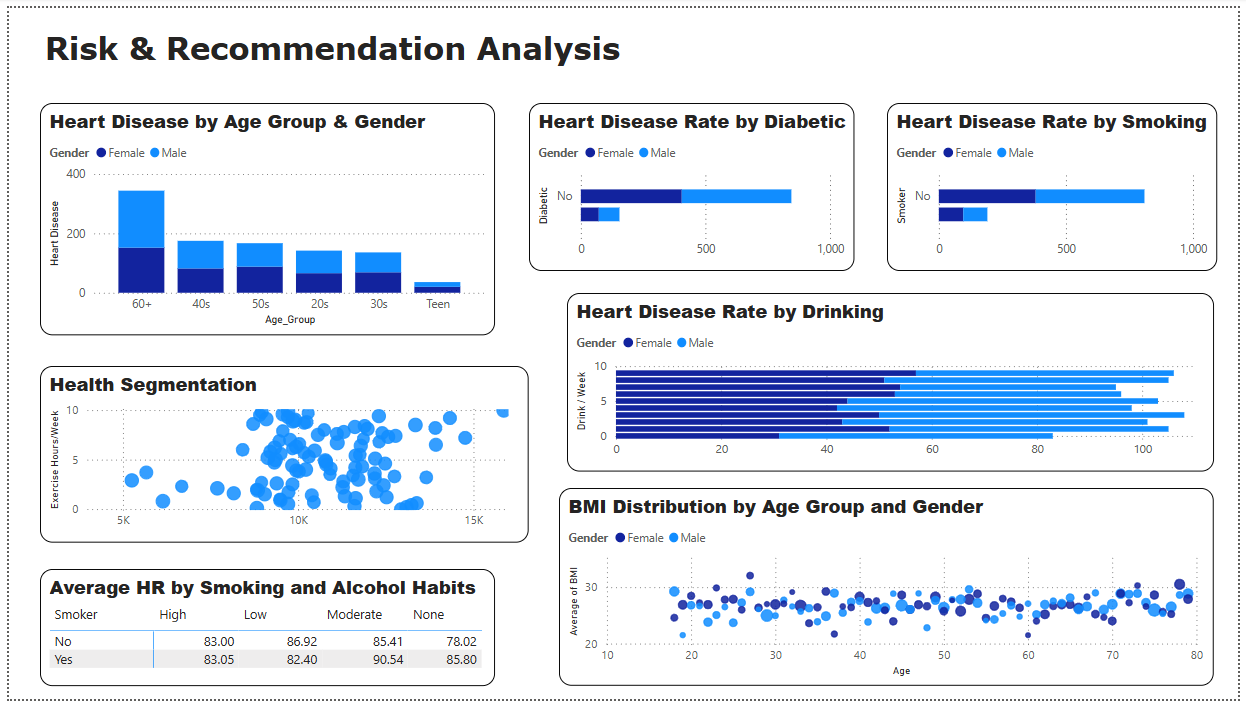 Risk & Recommendation Analysis
Heart Disease by Age Group & Gender
Gender Female Male
400
200
0
Heart Disease
60+ 40s 50s 20s 30s Teen
Age_Group
Heart Disease Rate by Diabetic
Gender Female Male
Diabetic
No
0 500 1,000
Heart Disease Rate by Smoking
Gender Female Male
Smoker
No
0 500 1,000
Heart Disease Rate by Drinking
Gender Female Male
Drink / Week
10
5
0
0 20 40 60 80 100
Health Segmentation
Exercise Hours/Week
10
5
0
5K 10K 15K
BMI Distribution by Age Group and Gender
Gender Female Male
Average of BMI
30
20
10 20 30 40 50 60 70 80
Age
Average HR by Smoking and Alcohol Habits
Smoker High Low Moderate None
No 83.00 86.92 85.41 78.02
Yes 83.05 82.40 90.54 85.80